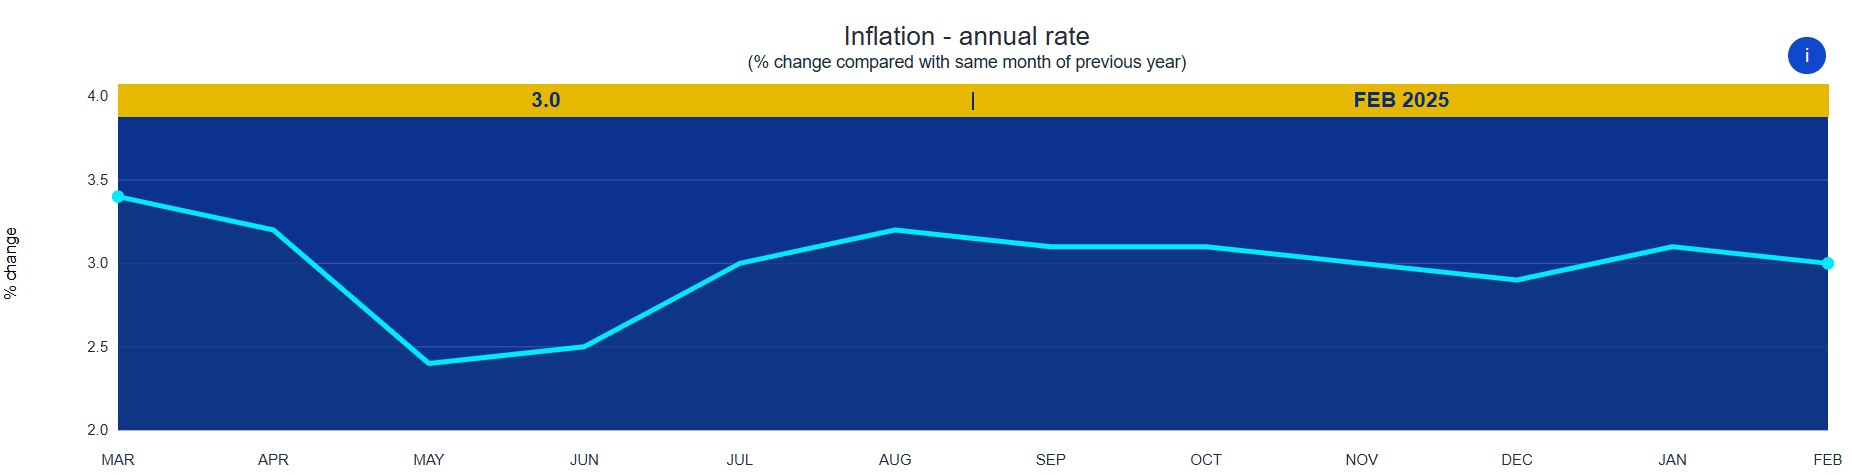 Inflation - annual rate
(% change compared with same month of previous year)
i
3.0 | FEB 2025
% change
4.0
3.5
3.0
2.5
2.0
MAR APR MAY JUN JUL AUG SEP OCT NOV DEC JAN FEB